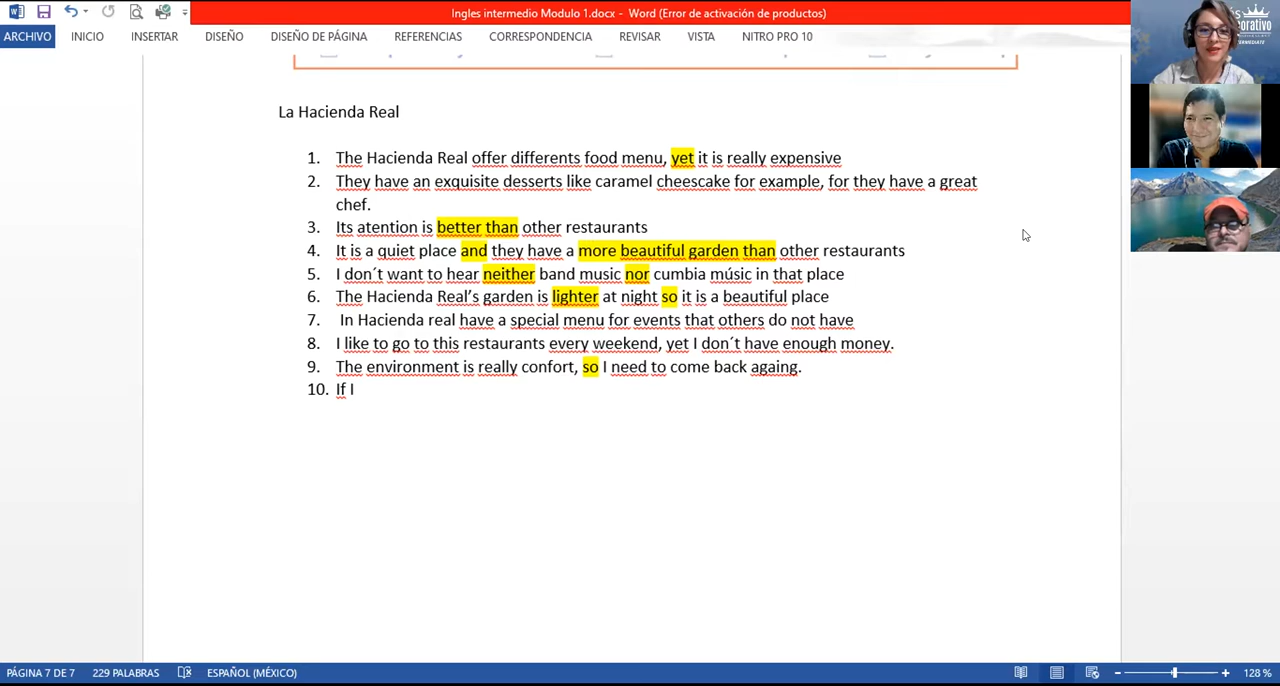 Ingles intermedio Modulo 1.docx - Word (Error de activación de productos)
ARCHIVO INICIO INSERTAR DISEÑO DISEÑO DE PÁGINA REFERENCIAS CORRESPONDENCIA REVISAR VISTA NITRO PRO 10
La Hacienda Real
1. The Hacienda Real offer differents food menu, yet it is really expensive
2. They have an exquisite desserts like caramel cheescake for example, for they have a great
chef.
3. Its atention is better than other restaurants
4. It is a quiet place and they have a more beautiful garden than other restaurants
5. I don´t want to hear neither band music nor cumbia músic in that place
6. The Hacienda Real’s garden is lighter at night so it is a beautiful place
7. In Hacienda real have a special menu for events that others do not have
8. I like to go to this restaurants every weekend, yet I don´t have enough money.
9. The environment is really confort, so I need to come back againg.
10. If I
PÁGINA 7 DE 7 229 PALABRAS ESPAÑOL (MÉXICO) 128 %